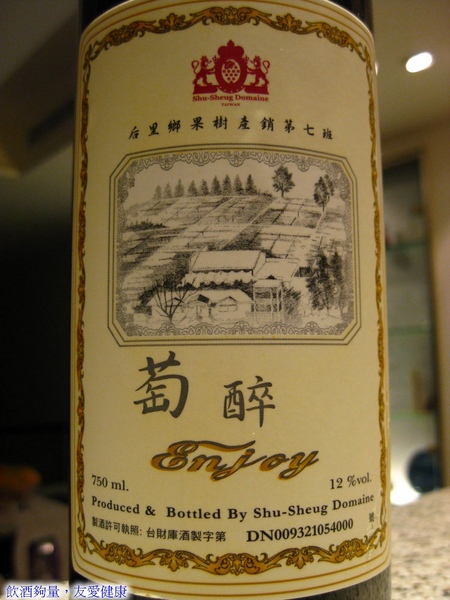 Shu-Sheug Domaine
TAIWAN
后里鄉果樹產銷第七班
萄醉
Enjoy
750 ml.
12 %vol.
Produced & Bottled By Shu-Sheug Domaine
製酒許可執照: 台財庫酒製字第 DN009321054000 號
飲酒夠量，友愛健康